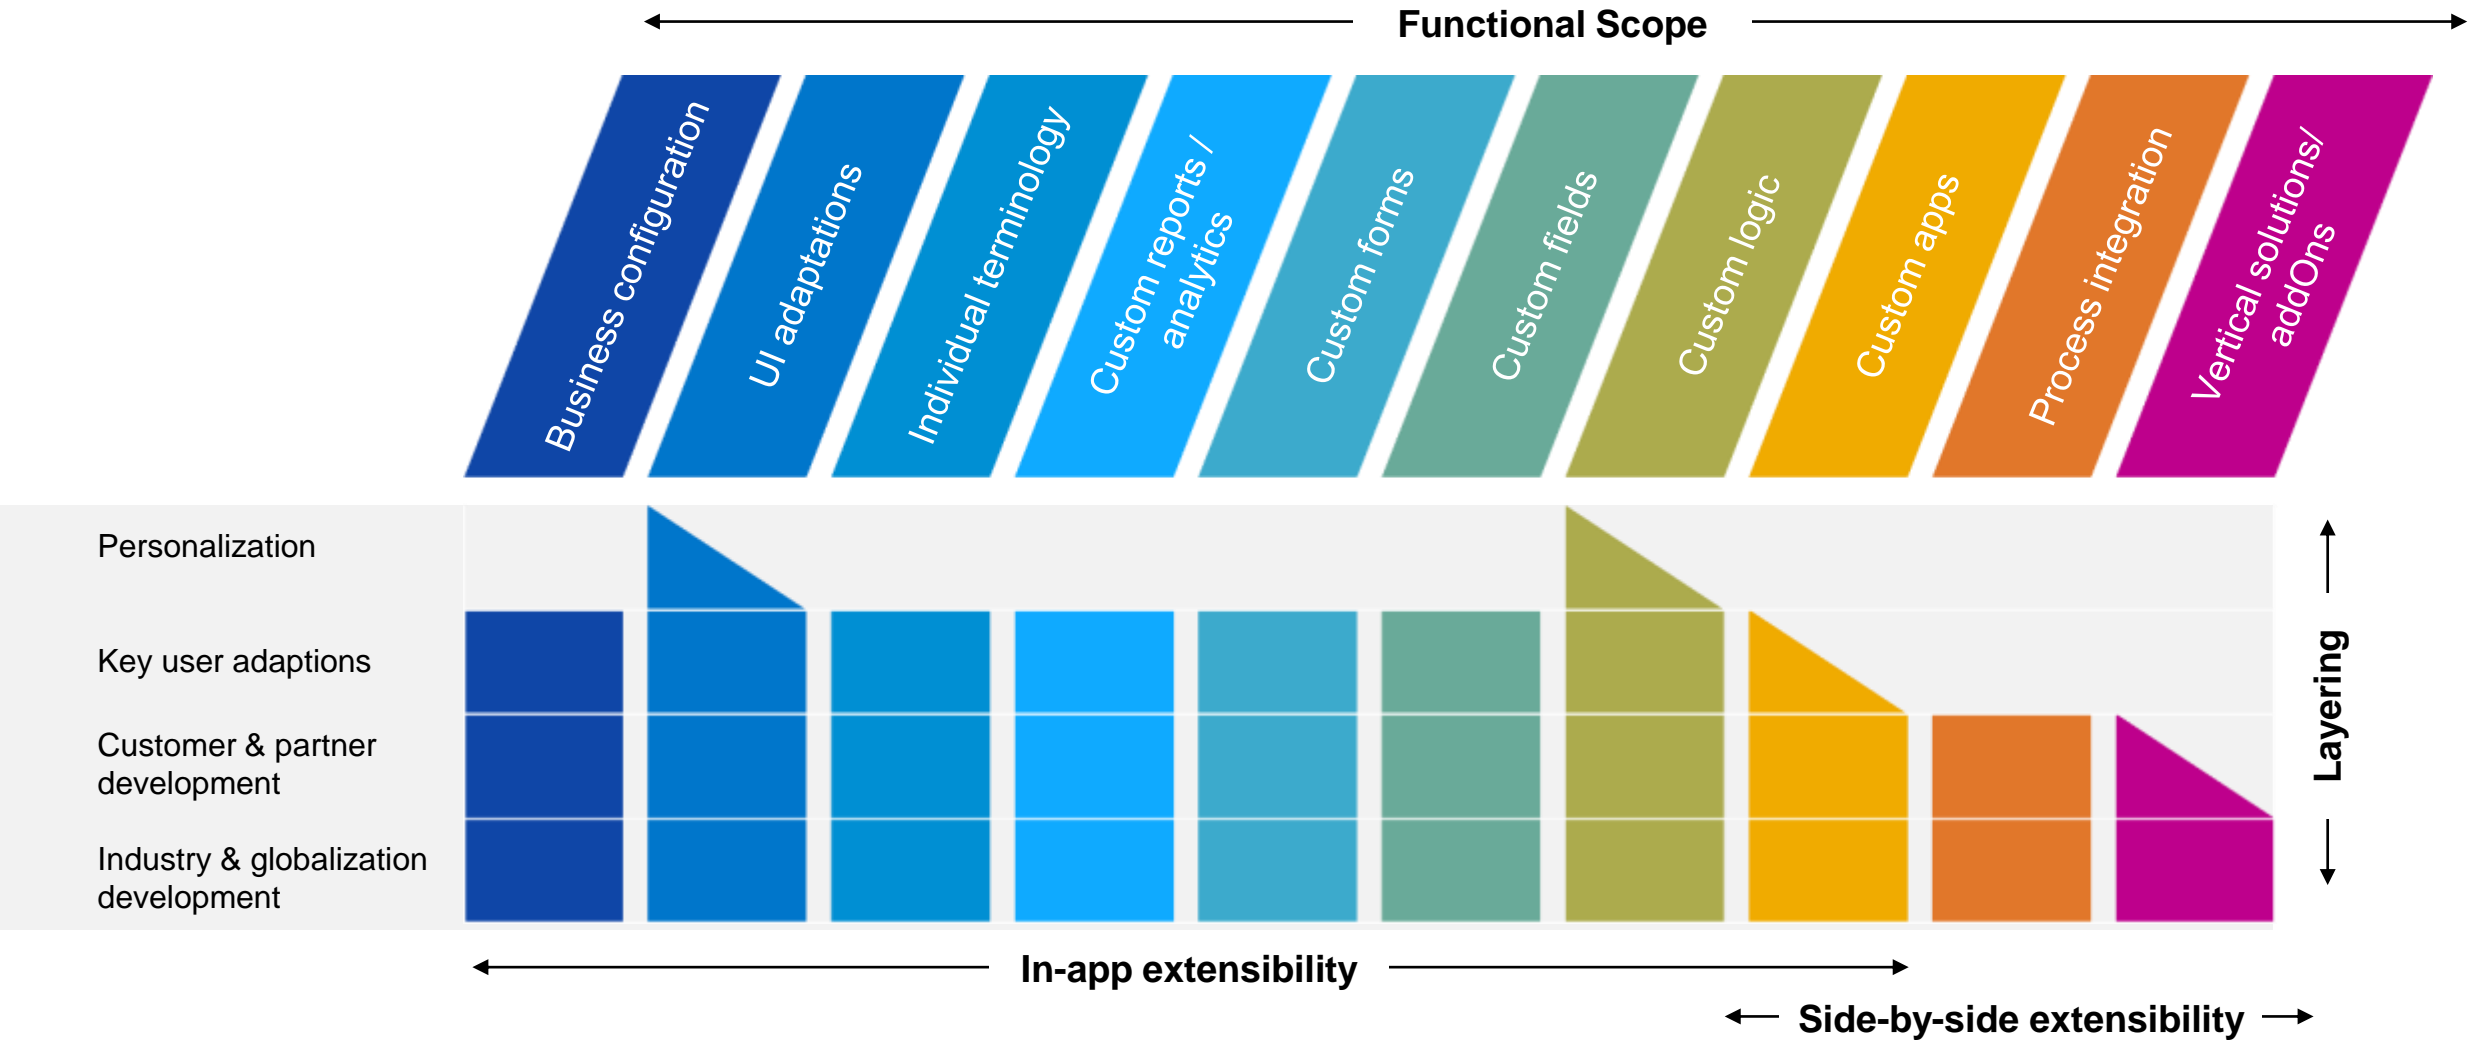 Functional Scope
Business configuration
UI adaptations
Individual terminology
Custom reports /
analytics
Custom forms
Custom fields
Custom logic
Custom apps
Process integration
Vertical solutions/
addOns
Personalization
Key user adaptions
Customer & partner
development
Industry & globalization
development
Layering
In-app extensibility
Side-by-side extensibility